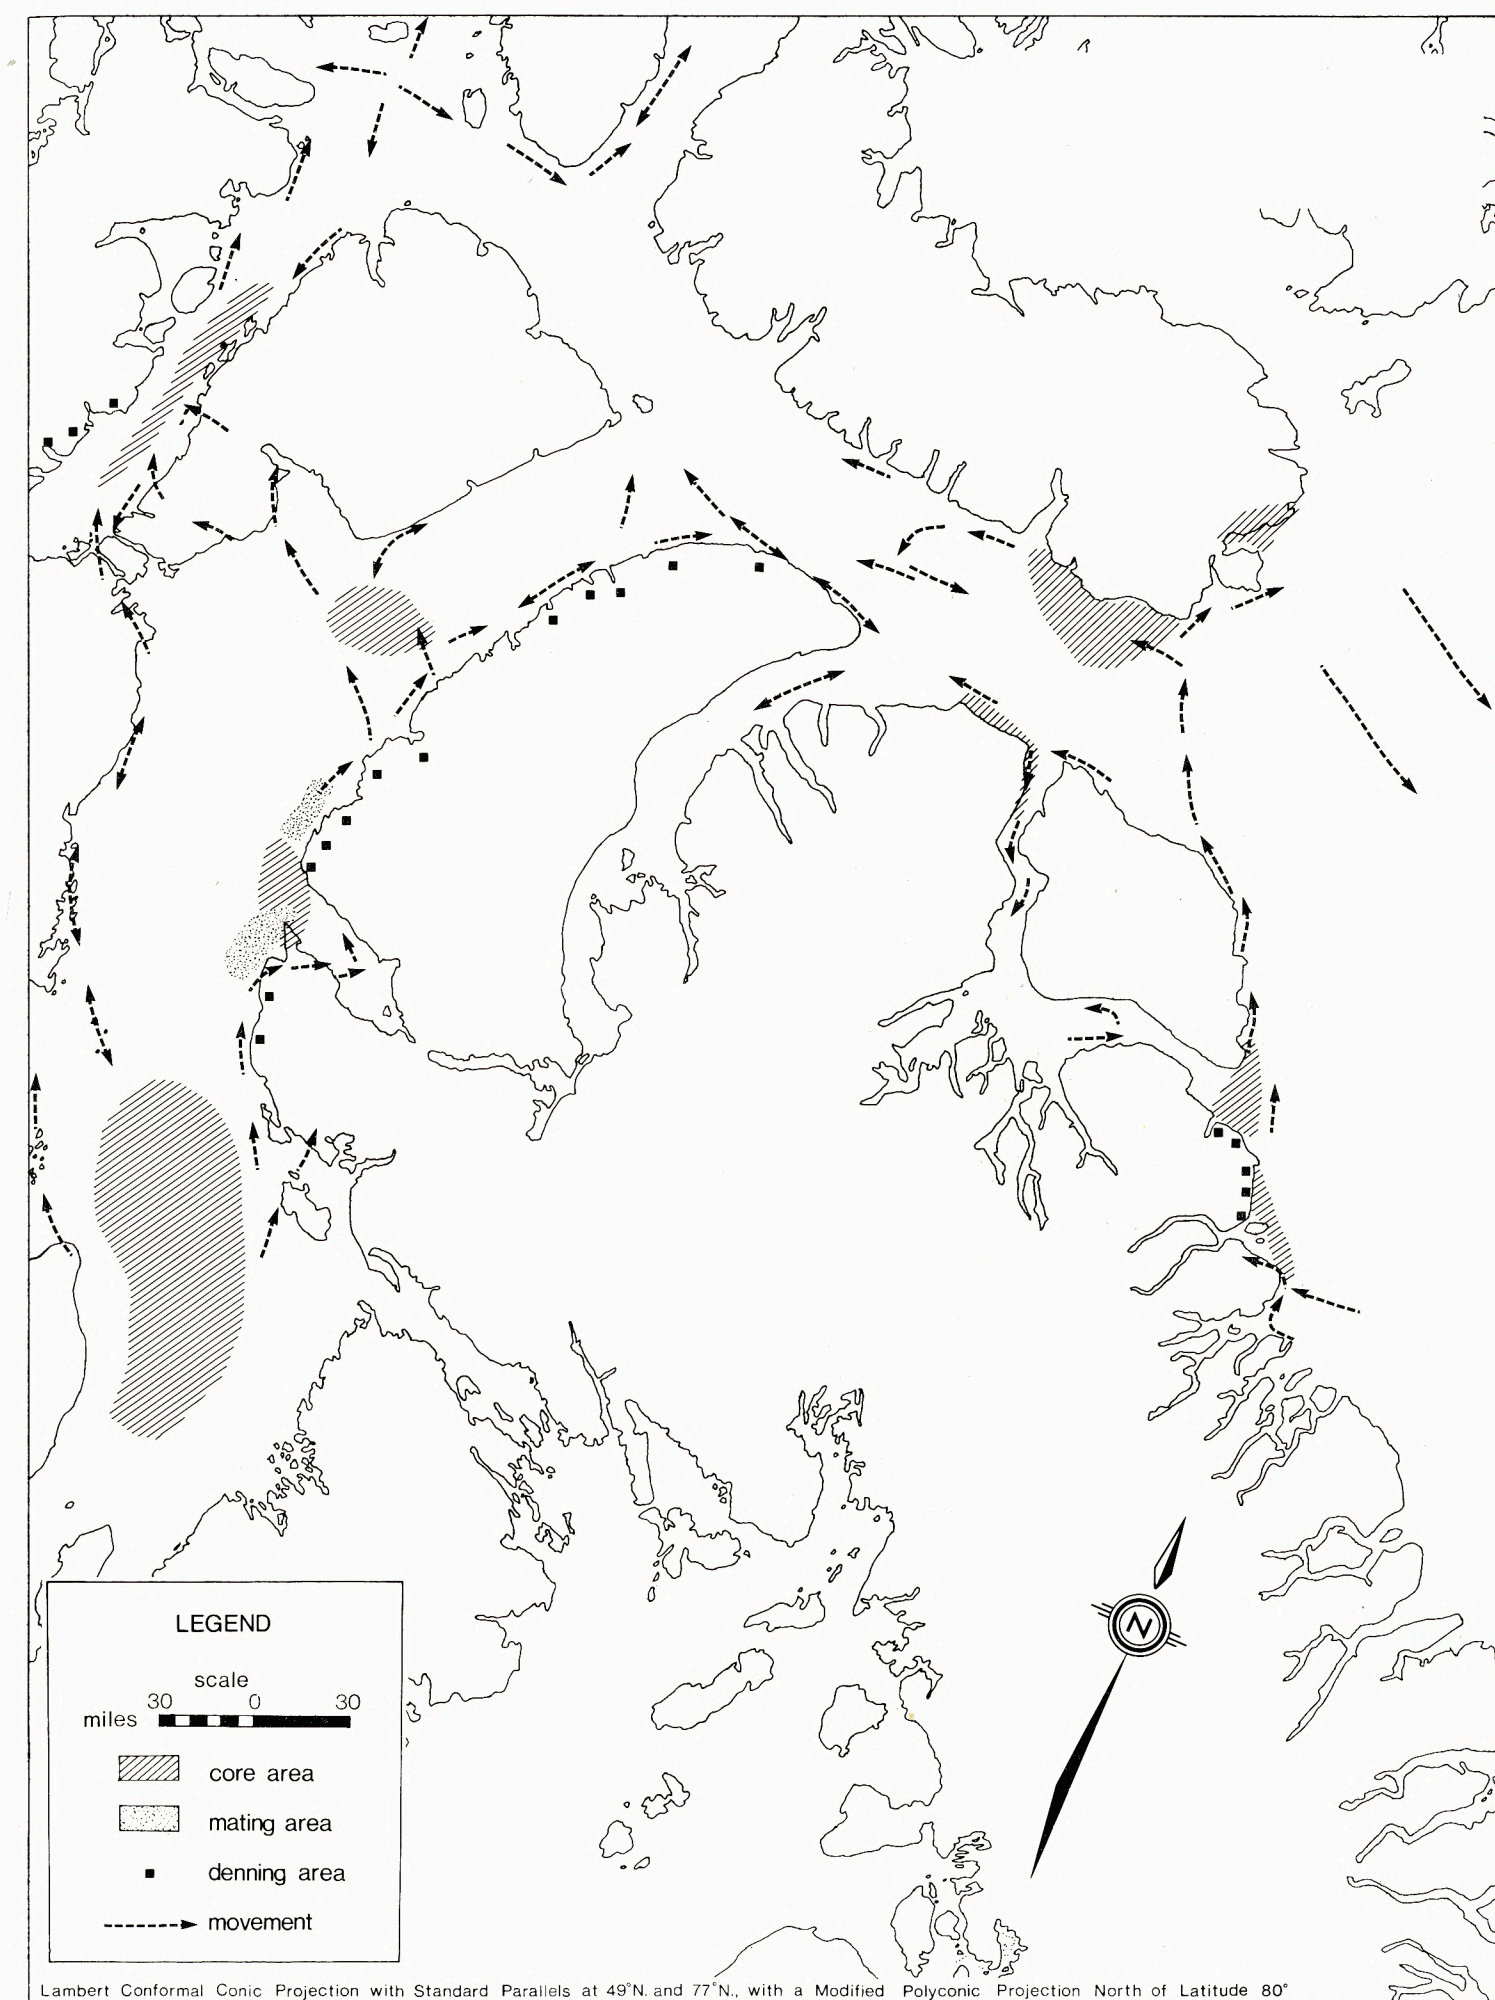 N
LEGEND
scale
30 0 30
miles
core area
mating area
denning area
movement
Lambert Conformal Conic Projection with Standard Parallels at 49°N. and 77°N., with a Modified Polyconic Projection North of Latitude 80°